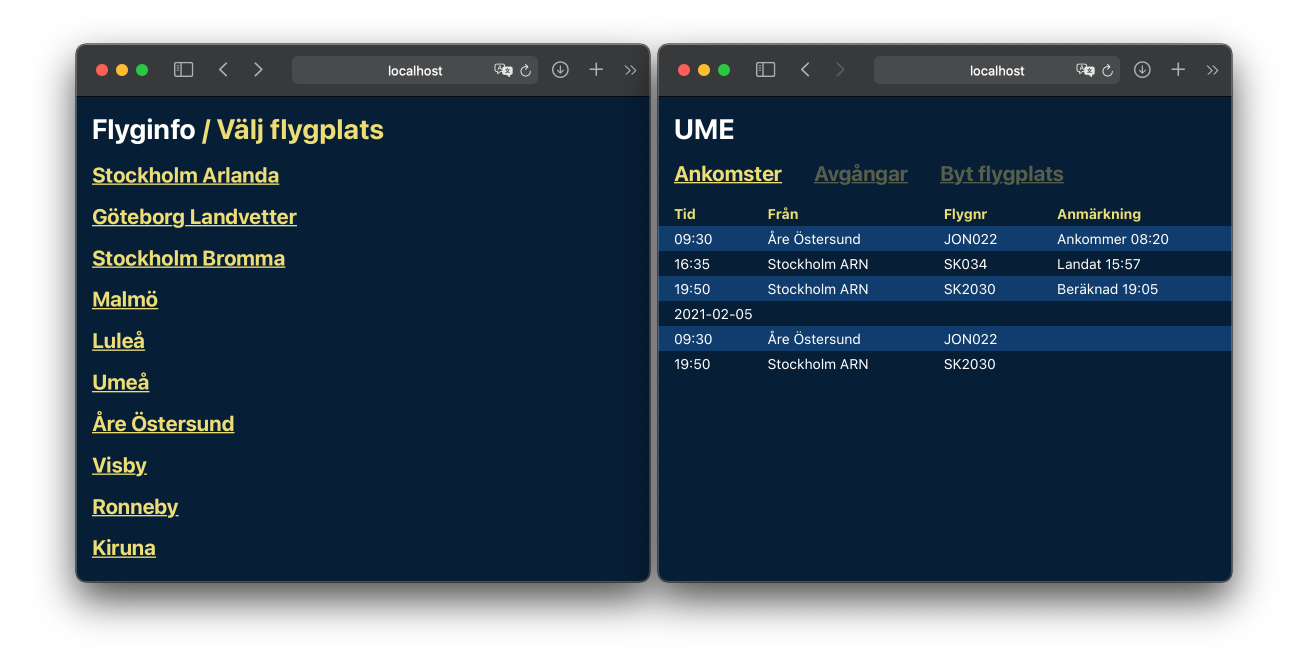 localhost
Flyginfo / Välj flygplats
Stockholm Arlanda
Göteborg Landvetter
Stockholm Bromma
Malmö
Luleå
Umeå
Åre Östersund
Visby
Ronneby
Kiruna
localhost
UME
Ankomster Avgångar Byt flygplats
Tid Från Flygnr Anmärkning
09:30 Åre Östersund JON022 Ankommer 08:20
16:35 Stockholm ARN SK034 Landat 15:57
19:50 Stockholm ARN SK2030 Beräknad 19:05
2021-02-05
09:30 Åre Östersund JON022
19:50 Stockholm ARN SK2030